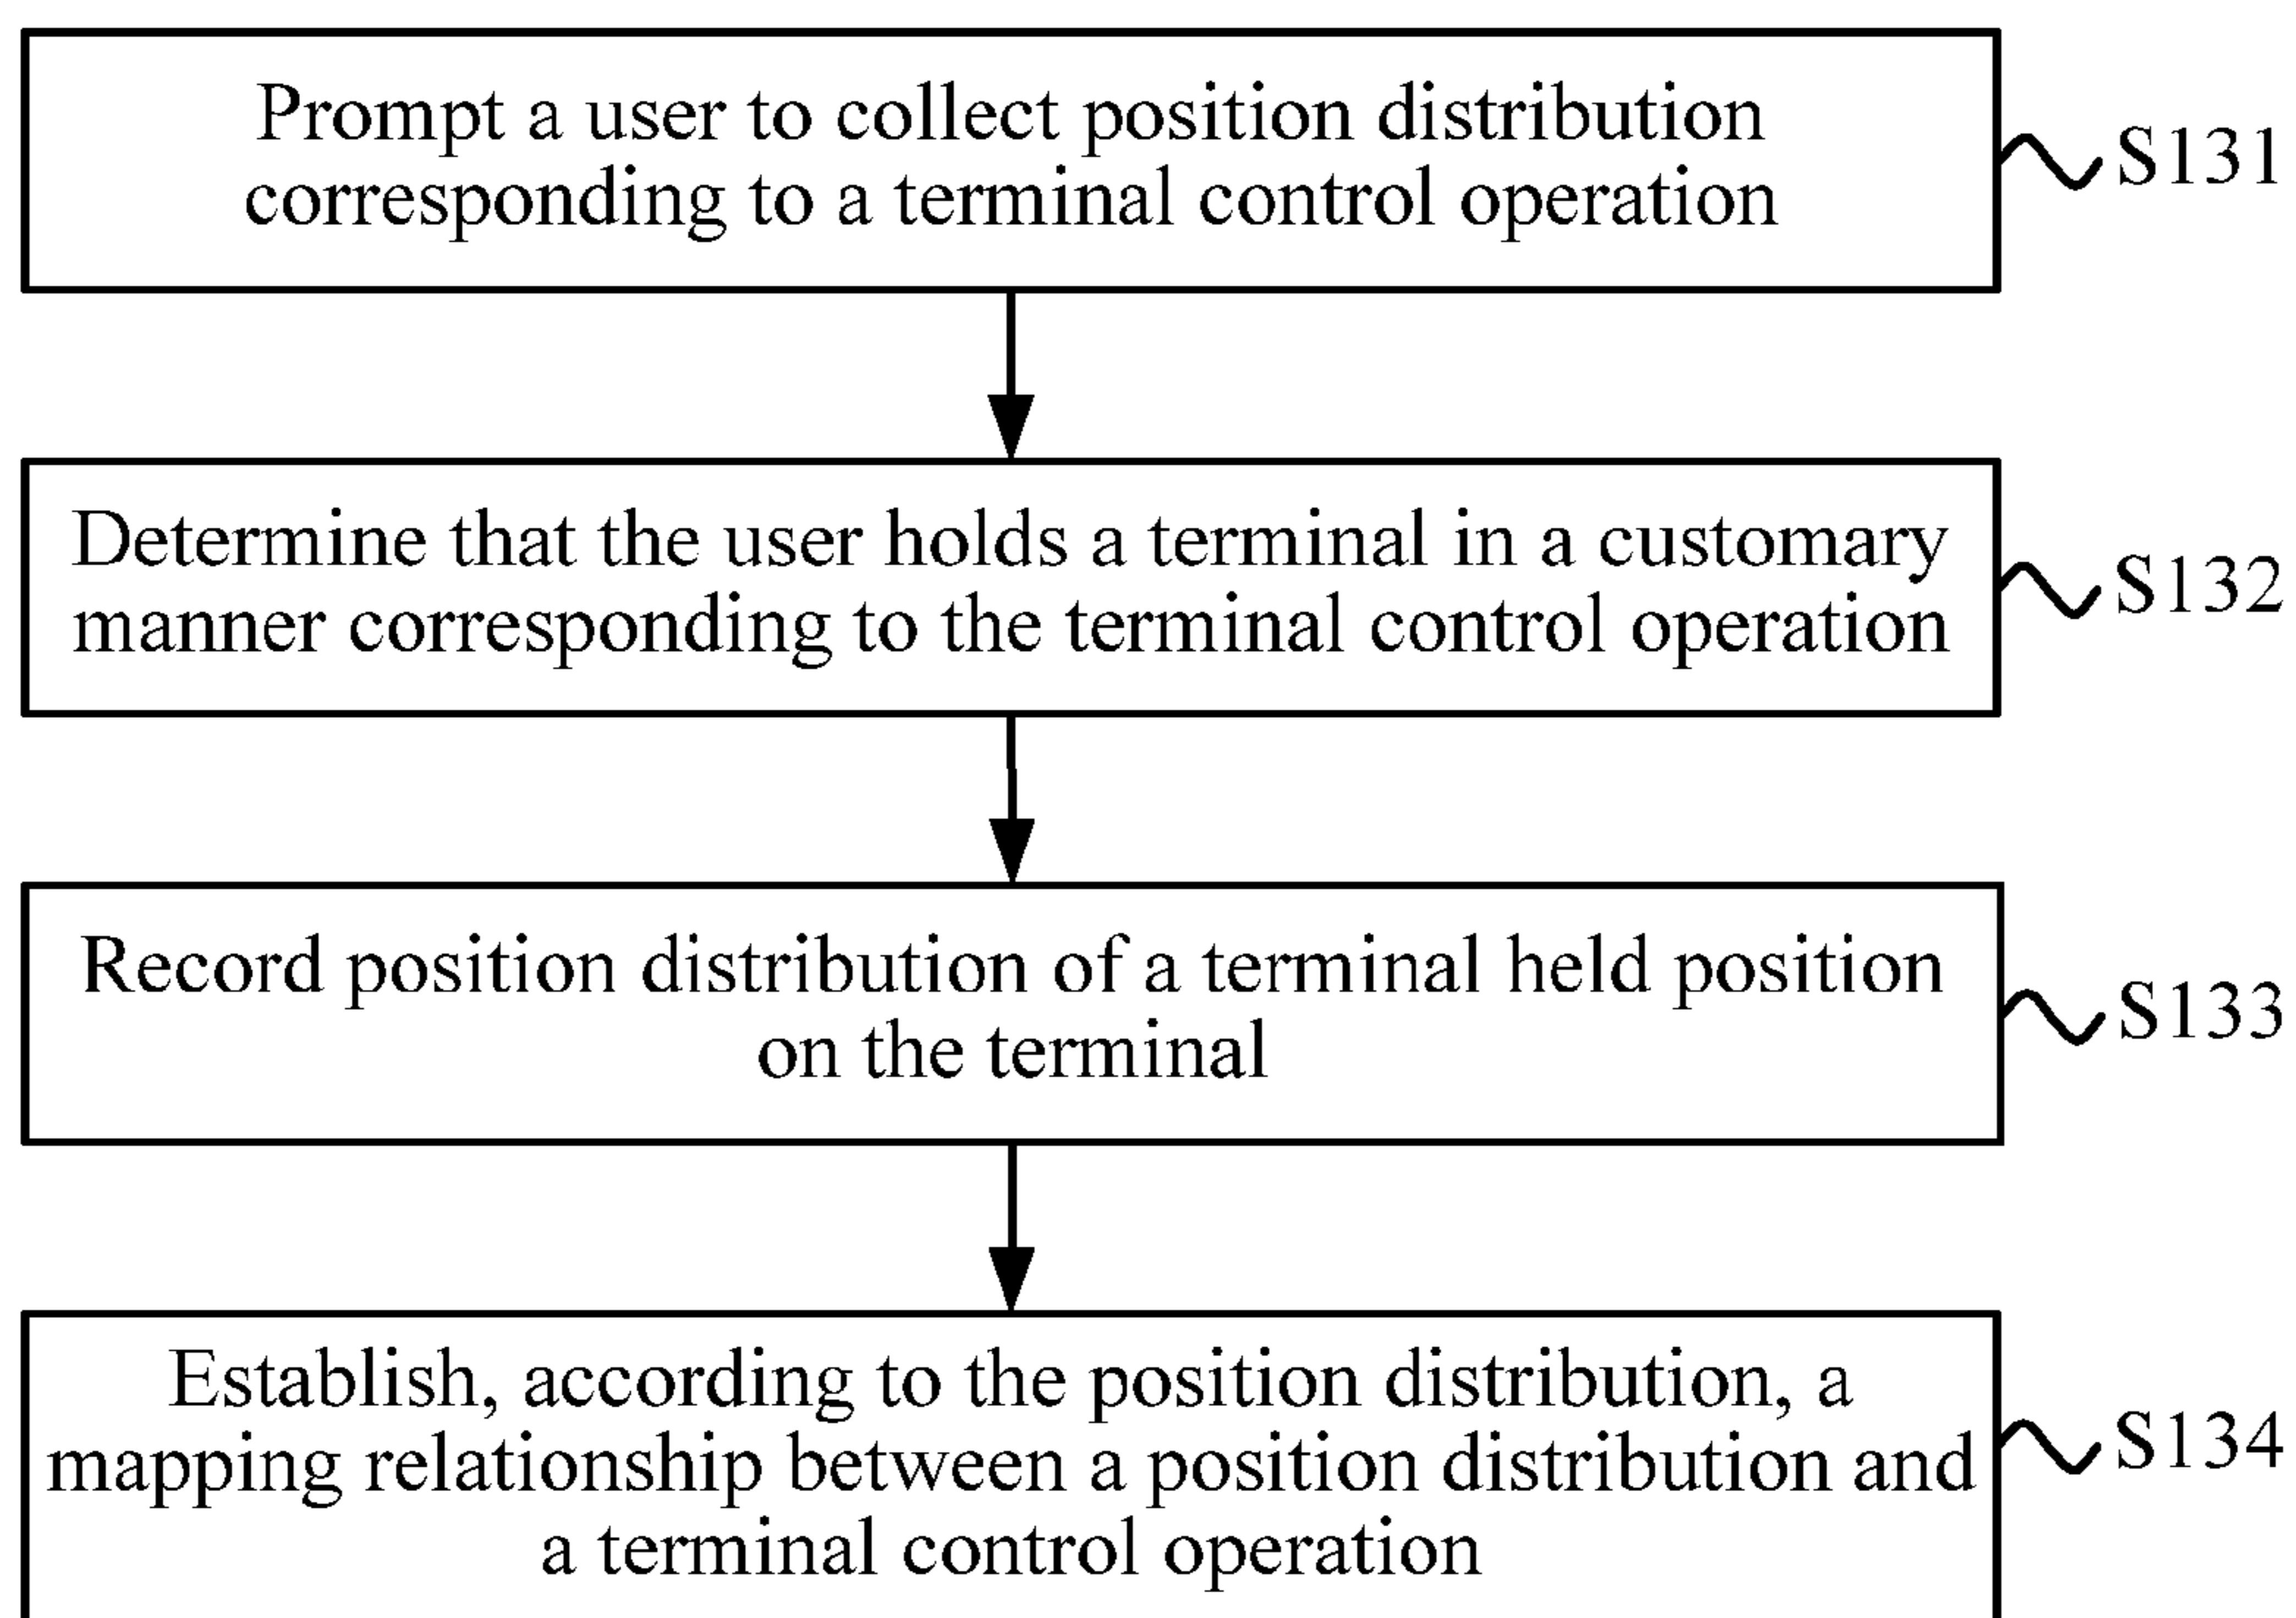 Prompt a user to collect position distribution
corresponding to a terminal control operation
S131
Determine that the user holds a terminal in a customary
manner corresponding to the terminal control operation
S132
Record position distribution of a terminal held position
on the terminal
S133
Establish, according to the position distribution, a
mapping relationship between a position distribution and
a terminal control operation
S134